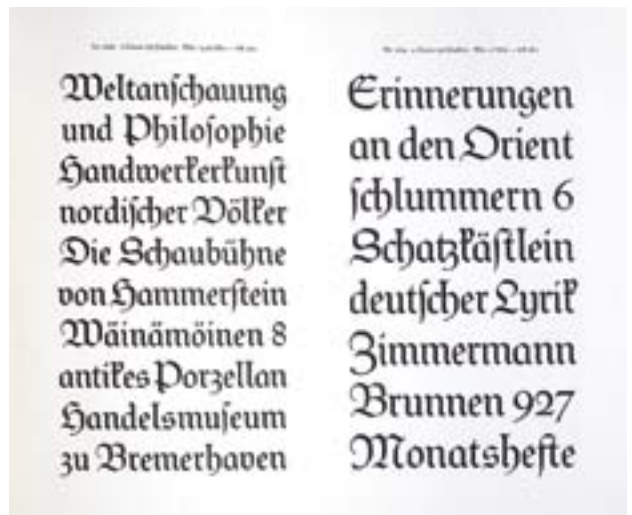 Weltanſchauung
und Philoſophie
Handwerkerkunſt
nordiſcher Völker
Die Schaubühne
von Hammerſtein
Wäinämöinen 8
antikes Porzellan
Handelsmuſeum
zu Bremerhaven
Erinnerungen
an den Orient
ſchlummern 6
Schatzkäſtlein
deutſcher Lyrik
Zimmermann
Brunnen 927
Monatshefte